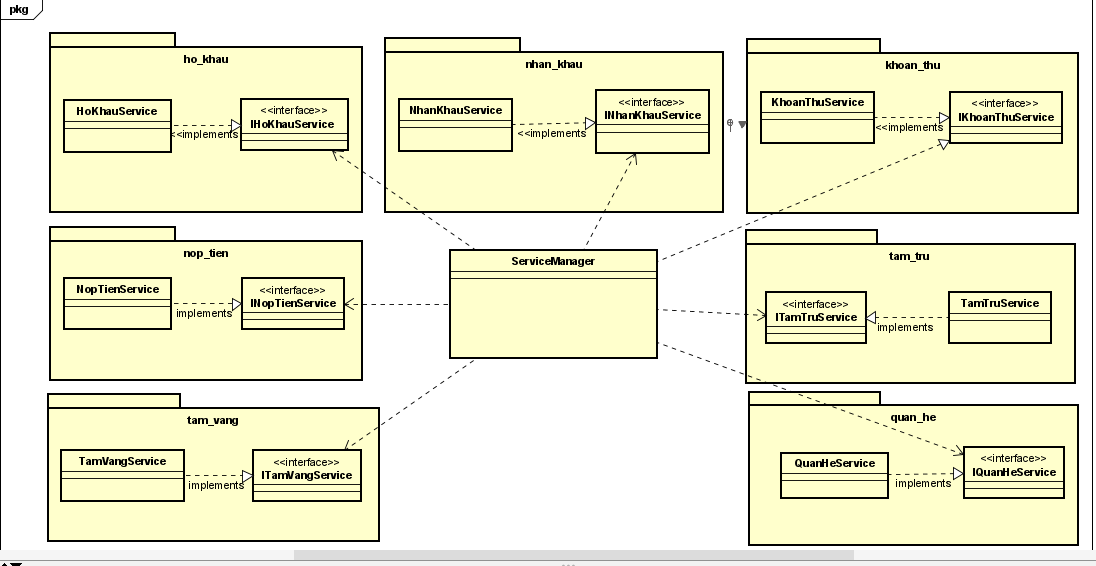 pkg
ho_khau
HoKhauService
<<interface>>
IHoKhauService
<<implements
nhan_khau
NhanKhauService
<<interface>>
INhanKhauService
<<implements
khoan_thu
KhoanThuService
<<interface>>
IKhoanThuService
<<implements
nop_tien
NopTienService
<<interface>>
INopTienService
implements
ServiceManager
tam_tru
<<interface>>
ITamTruService
TamTruService
implements
tam_vang
TamVangService
<<interface>>
ITamVangService
implements
quan_he
QuanHeService
<<interface>>
IQuanHeService
implements